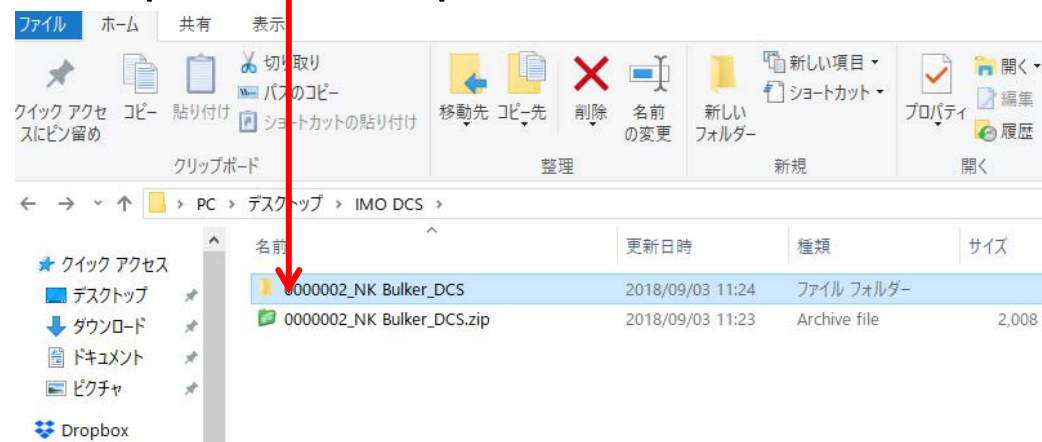 ファイル ホーム 共有 表示
クイック アクセスにピン留め
コピー
貼り付け
切り取り
パスのコピー
ショートカットの貼り付け
クリップボード
移動先
コピー先
削除
名前の変更
整理
新しいフォルダー
新しい項目
ショートカット
新規
プロパティ
開く
編集
履歴
開く
PC › デスクトップ › IMO DCS ›
名前 更新日時 種類 サイズ
0000002_NK Bulker_DCS 2018/09/03 11:24 ファイル フォルダー
0000002_NK Bulker_DCS.zip 2018/09/03 11:23 Archive file 2,008
クイック アクセス
デスクトップ
ダウンロード
ドキュメント
ピクチャ
Dropbox